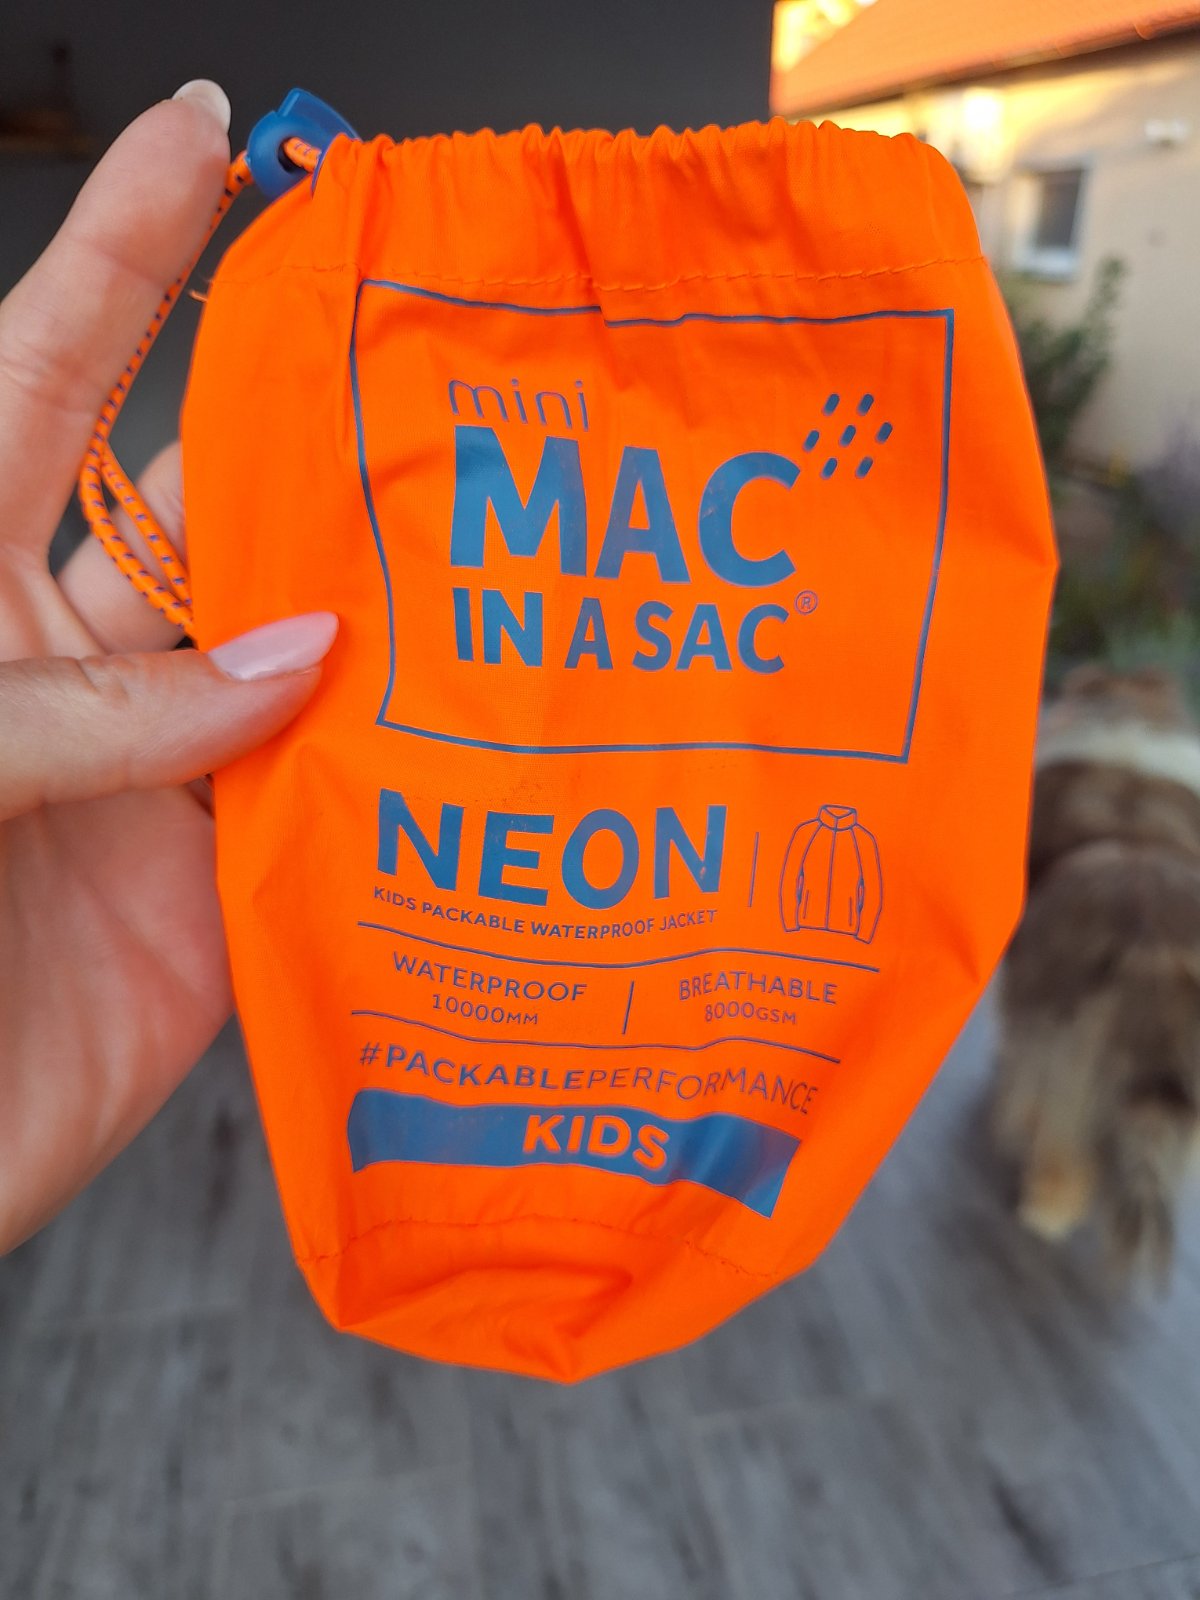 mini
MAC
IN A SAC®
NEON
KIDS PACKABLE WATERPROOF JACKET
WATERPROOF
10000MM
BREATHABLE
8000GSM
#PACKABLEPERFORMANCE
KIDS